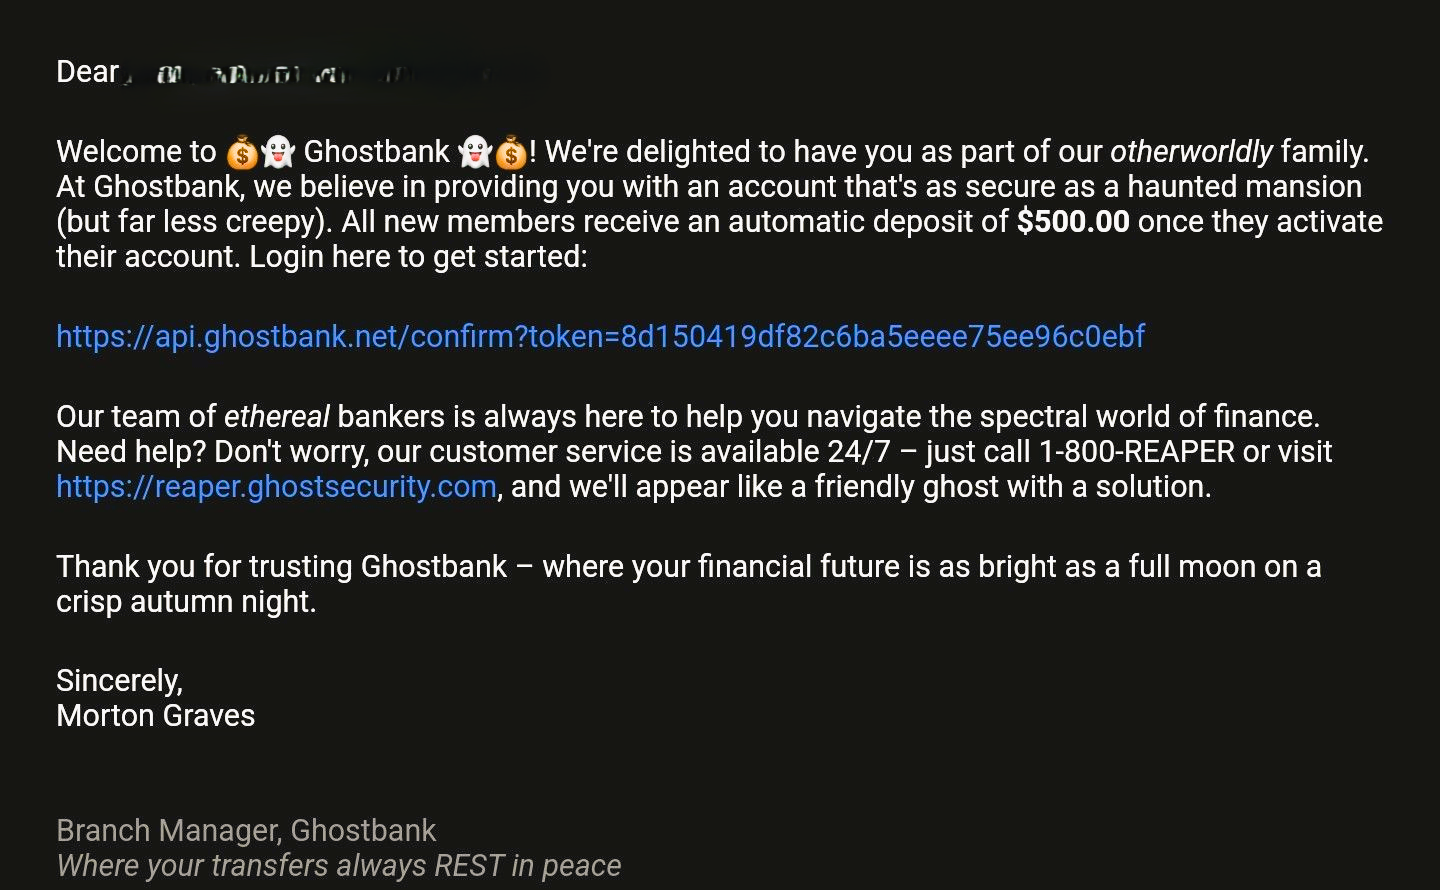 Dear
Welcome to 💰👻 Ghostbank 👻💰! We're delighted to have you as part of our otherworldly family.
At Ghostbank, we believe in providing you with an account that's as secure as a haunted mansion
(but far less creepy). All new members receive an automatic deposit of $500.00 once they activate
their account. Login here to get started:
https://api.ghostbank.net/confirm?token=8d150419df82c6ba5eeee75ee96c0ebf
Our team of ethereal bankers is always here to help you navigate the spectral world of finance.
Need help? Don't worry, our customer service is available 24/7 – just call 1-800-REAPER or visit
https://reaper.ghostsecurity.com, and we'll appear like a friendly ghost with a solution.
Thank you for trusting Ghostbank – where your financial future is as bright as a full moon on a
crisp autumn night.
Sincerely,
Morton Graves
Branch Manager, Ghostbank
Where your transfers always REST in peace